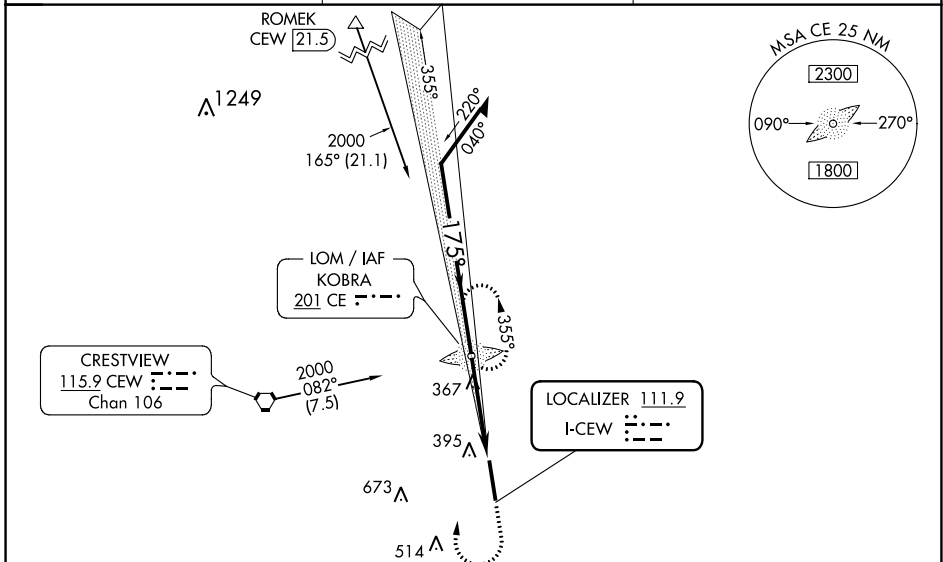 ROMEK
CEW 21.5
1249
2000
165° (21.1)
355°
220°
040°
175°
MSA CE 25 NM
2300
090°
270°
1800
LOM / IAF
KOBRA
201 CE
355°
CRESTVIEW
115.9 CEW
Chan 106
2000
082°
(7.5)
367
395
LOCALIZER 111.9
I-CEW
673
514